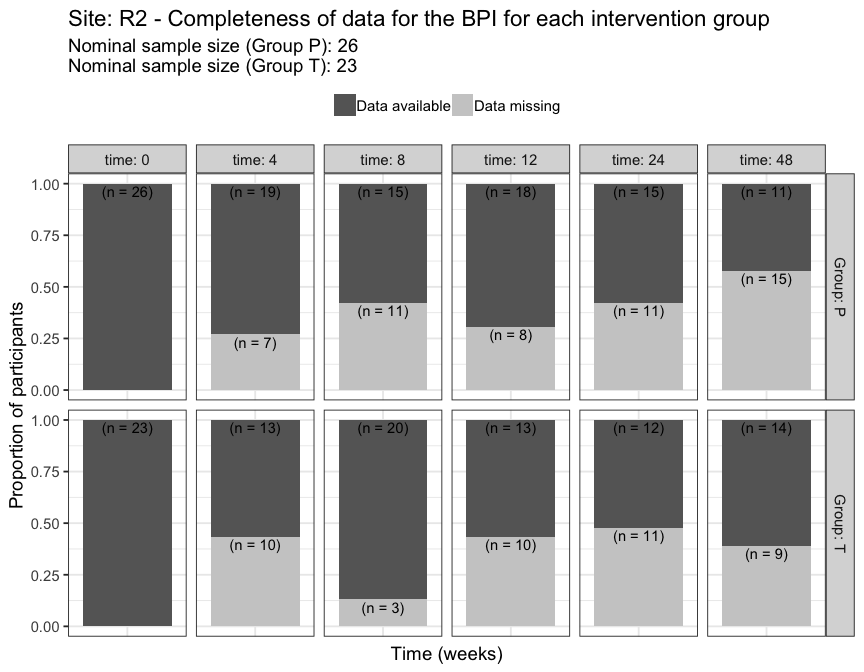 Site: R2 - Completeness of data for the BPI for each intervention group
Nominal sample size (Group P): 26
Nominal sample size (Group T): 23
Data available Data missing
time: 0 time: 4 time: 8 time: 12 time: 24 time: 48
Proportion of participants
1.00
0.75
0.50
0.25
0.00
(n = 26) (n = 19) (n = 15) (n = 18) (n = 15) (n = 11)
(n = 7) (n = 11) (n = 8) (n = 11) (n = 15)
Group: P
1.00
0.75
0.50
0.25
0.00
(n = 23) (n = 13) (n = 20) (n = 13) (n = 12) (n = 14)
(n = 10) (n = 3) (n = 10) (n = 11) (n = 9)
Group: T
Time (weeks)